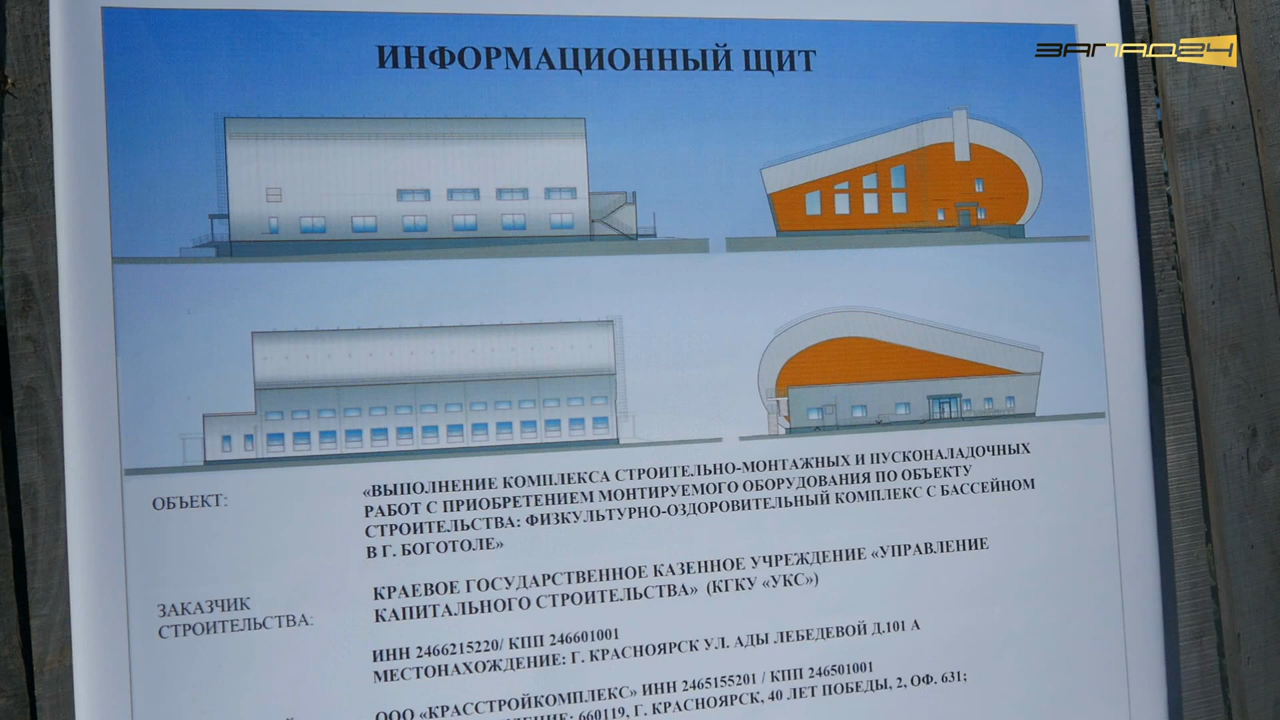 ЗАПАД24
ИНФОРМАЦИОННЫЙ ЩИТ
ОБЪЕКТ:
«ВЫПОЛНЕНИЕ КОМПЛЕКСА СТРОИТЕЛЬНО-МОНТАЖНЫХ И ПУСКОНАЛАДОЧНЫХ
РАБОТ С ПРИОБРЕТЕНИЕМ МОНТИРУЕМОГО ОБОРУДОВАНИЯ ПО ОБЪЕКТУ
СТРОИТЕЛЬСТВА: ФИЗКУЛЬТУРНО-ОЗДОРОВИТЕЛЬНЫЙ КОМПЛЕКС С БАССЕЙНОМ
В Г. БОГОТОЛЕ»
ЗАКАЗЧИК
СТРОИТЕЛЬСТВА:
КРАЕВОЕ ГОСУДАРСТВЕННОЕ КАЗЕННОЕ УЧРЕЖДЕНИЕ «УПРАВЛЕНИЕ
КАПИТАЛЬНОГО СТРОИТЕЛЬСТВА» (КГКУ «УКС»)
ИНН 2466215220/ КПП 246601001
МЕСТОНАХОЖДЕНИЕ: Г. КРАСНОЯРСК УЛ. АДЫ ЛЕБЕДЕВОЙ Д.101 А
ООО «КРАССТРОЙКОМПЛЕКС» ИНН 2465155201 / КПП 246501001
660119, Г. КРАСНОЯРСК, 40 ЛЕТ ПОБЕДЫ, 2, ОФ. 631;